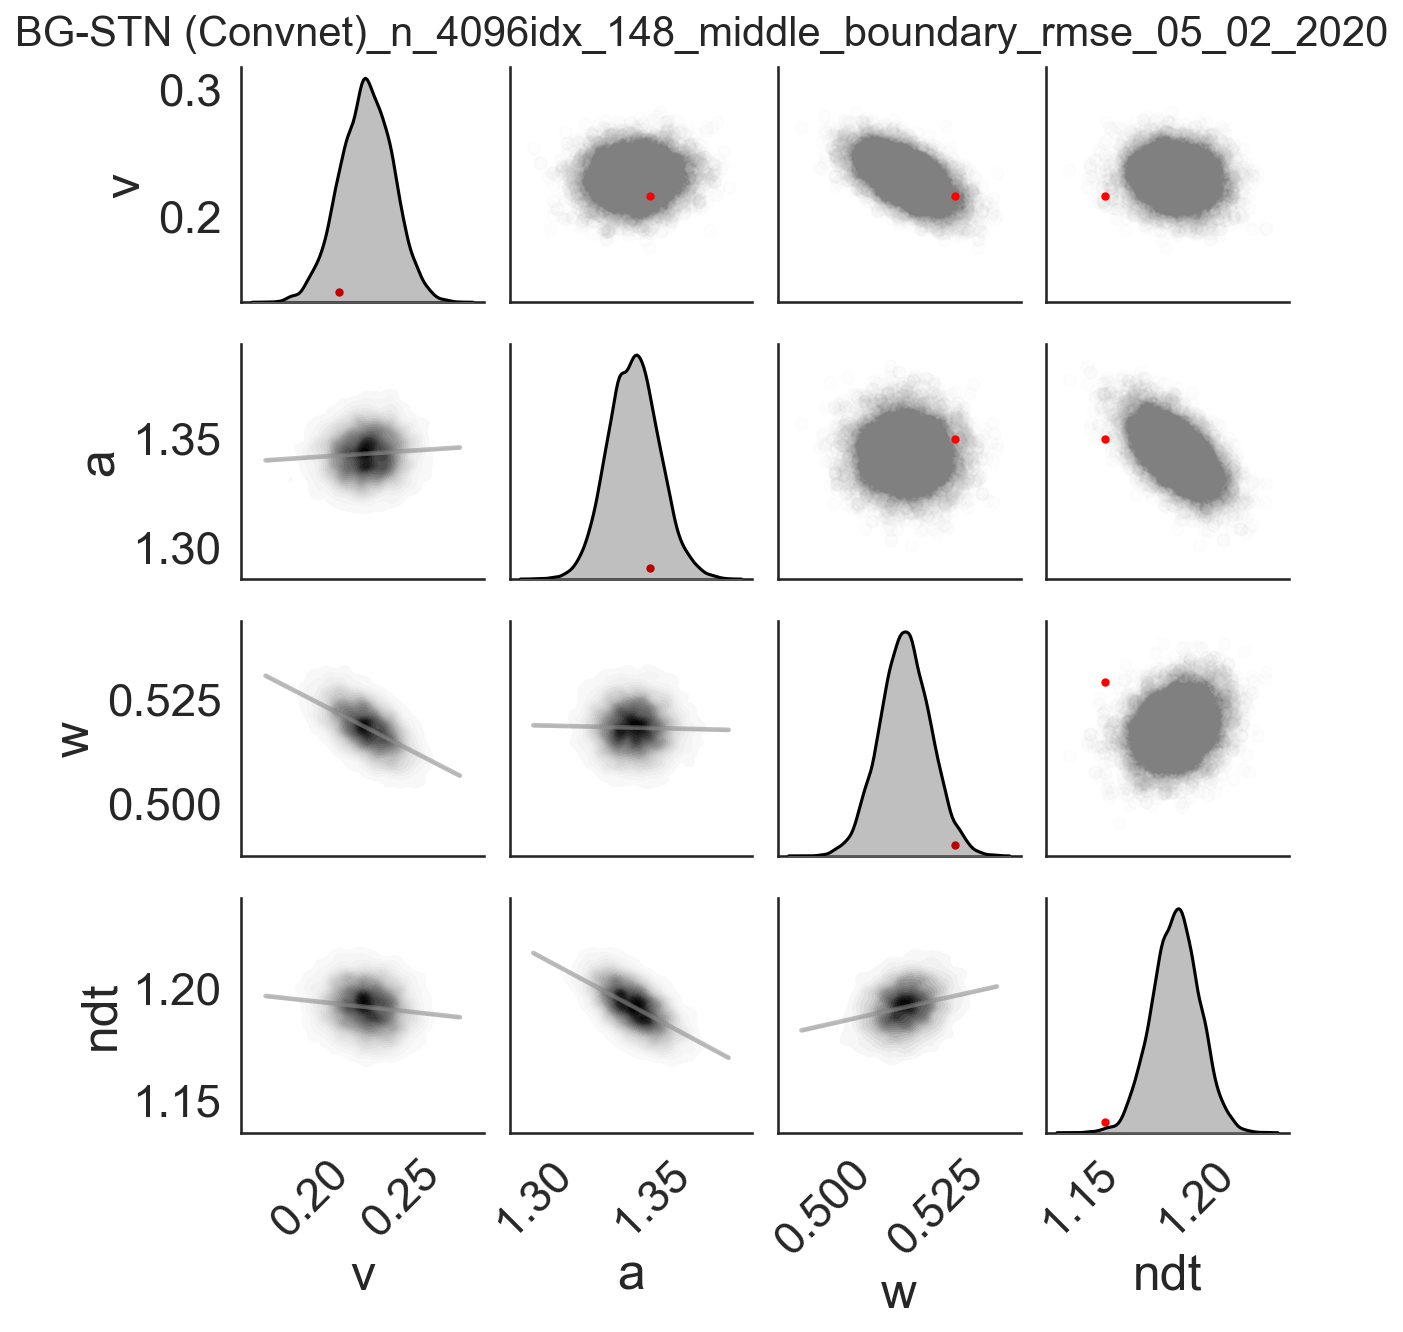 BG-STN (Convnet)_n_4096idx_148_middle_boundary_rmse_05_02_2020
0.3
v
0.2
1.35
a
1.30
0.525
w
0.500
1.20
ndt
1.15
0.20 0.25 1.30 1.35 0.500 0.525 1.15 1.20
v a w ndt